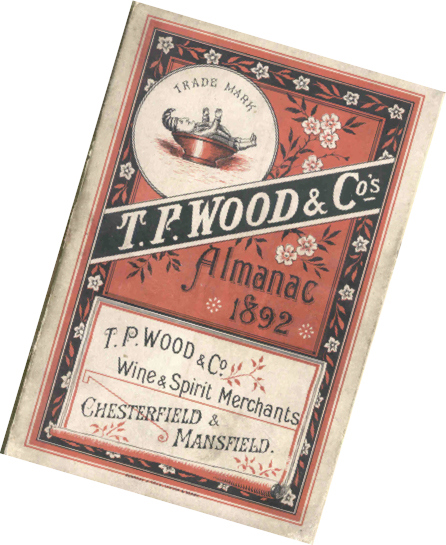 TRADE MARK
T. P. WOOD & Co's
Almanac
1892
T. P. WOOD & Co
Wine & Spirit Merchants
CHESTERFIELD &
MANSFIELD.